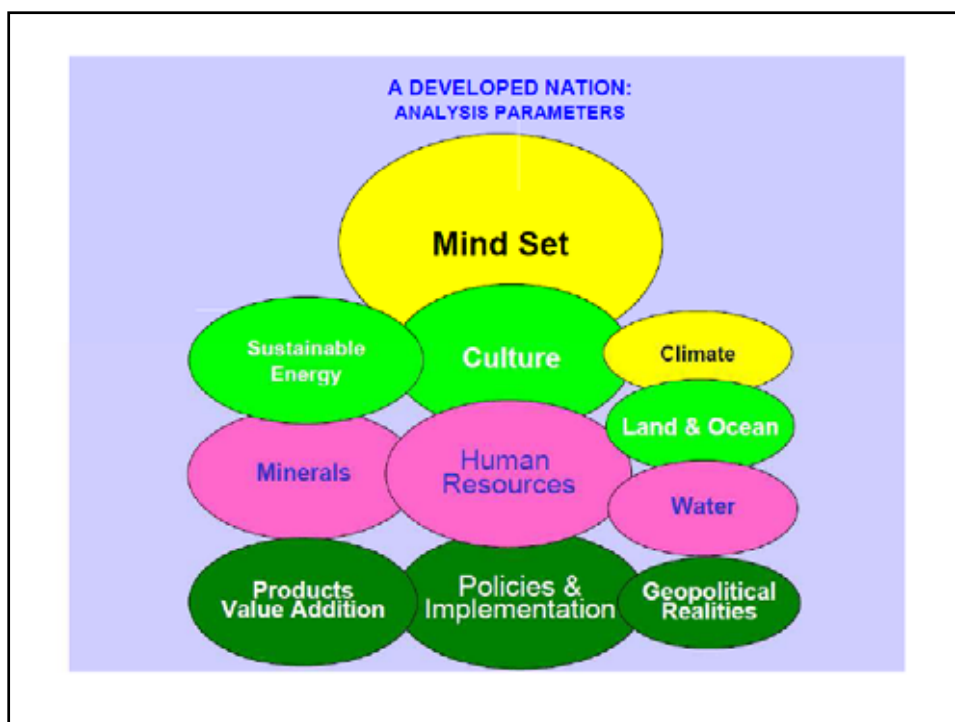 A DEVELOPED NATION:
ANALYSIS PARAMETERS
Mind Set
Sustainable
Energy
Culture
Climate
Land & Ocean
Minerals
Human
Resources
Water
Products
Value Addition
Policies &
Implementation
Geopolitical
Realities